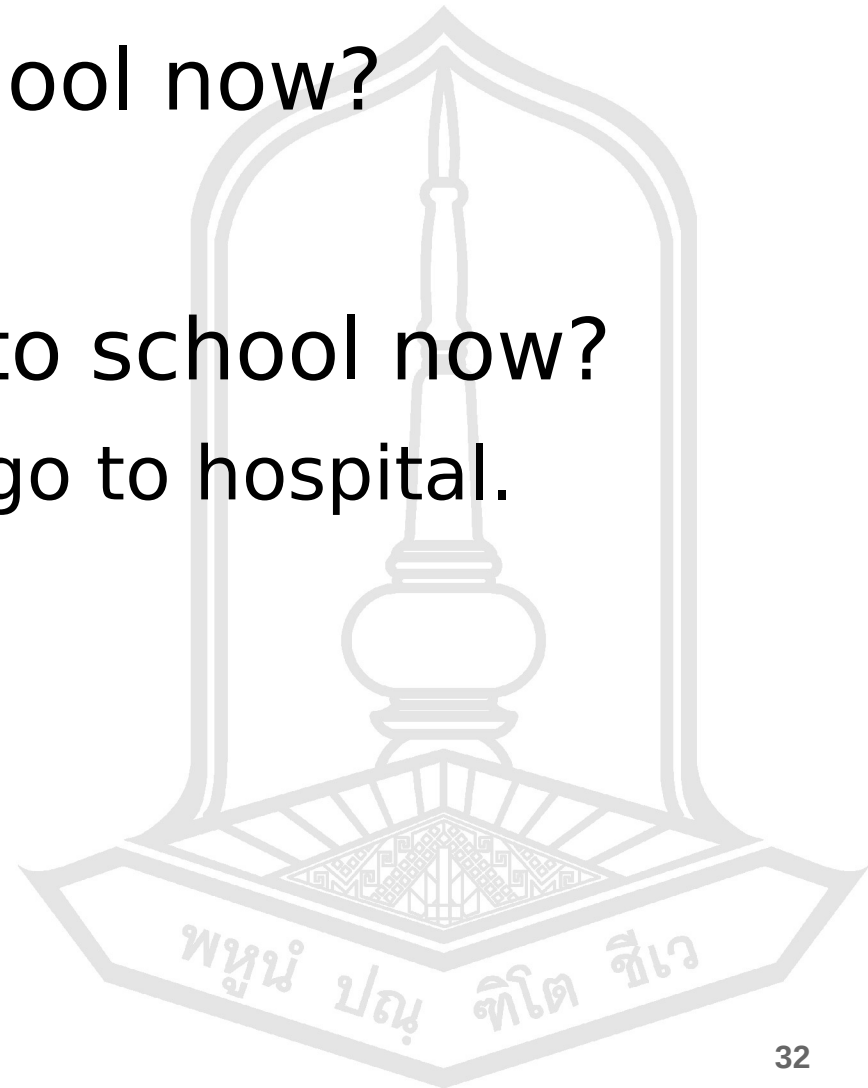 ool now?
to school now?
go to hospital.
พหูนํ ปณฺฑิโต ชีเว
32